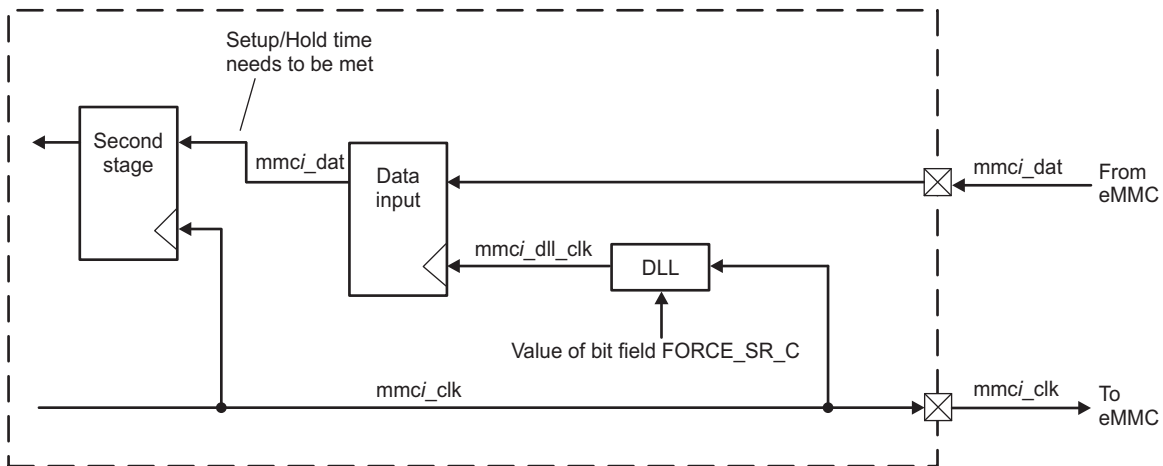 Setup/Hold time
needs to be met
Second
stage
mmci_dat
Data
input
mmci_dat
From
eMMC
mmci_dll_clk
DLL
Value of bit field FORCE_SR_C
mmci_clk
mmci_clk
To
eMMC